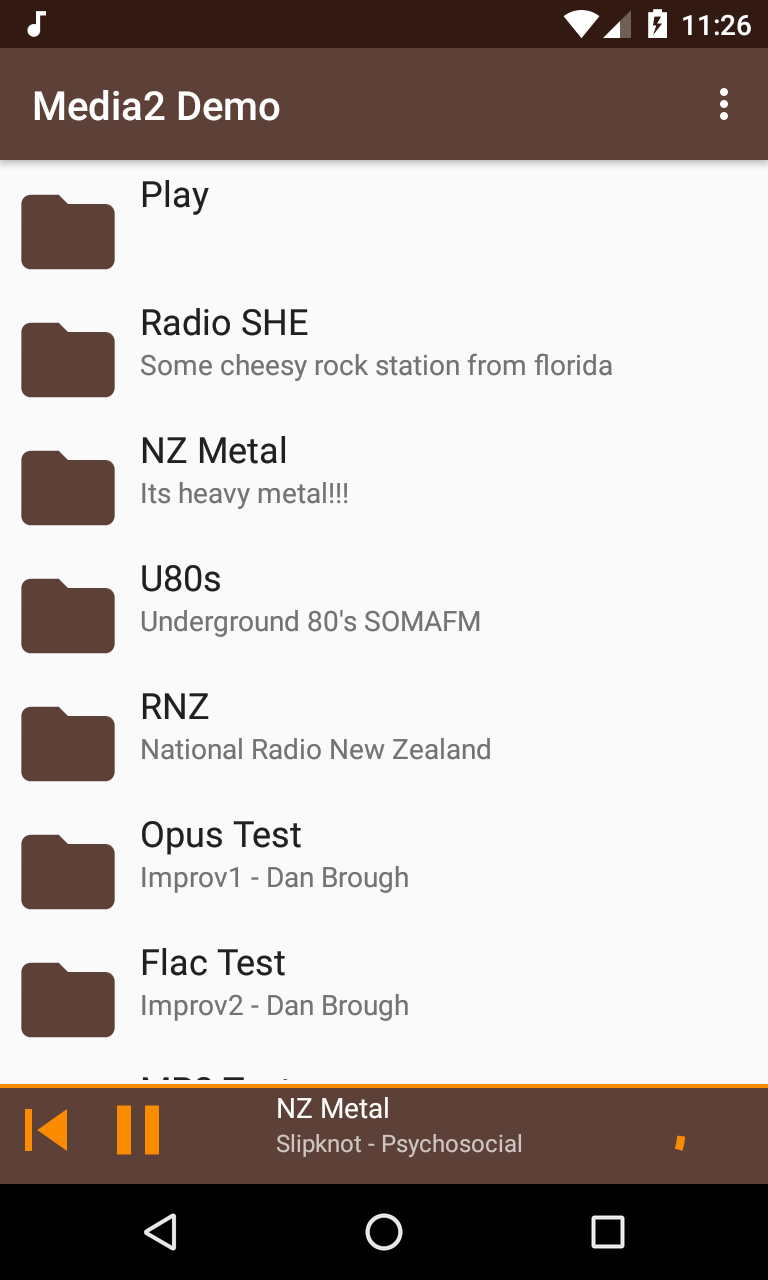 11:26
Media2 Demo
Play
Radio SHE
Some cheesy rock station from florida
NZ Metal
Its heavy metal!!!
U80s
Underground 80's SOMAFM
RNZ
National Radio New Zealand
Opus Test
Improv1 - Dan Brough
Flac Test
Improv2 - Dan Brough
NZ Metal
Slipknot - Psychosocial